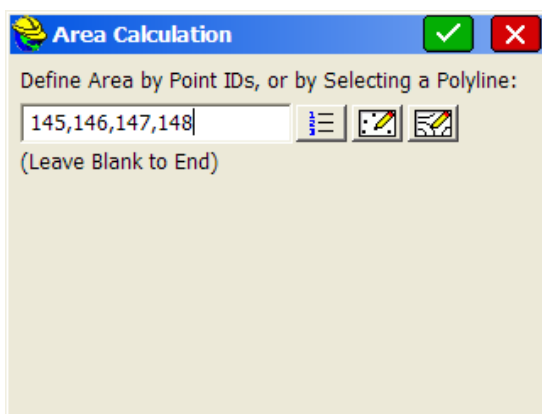 Area Calculation
Define Area by Point IDs, or by Selecting a Polyline:
145,146,147,148
(Leave Blank to End)